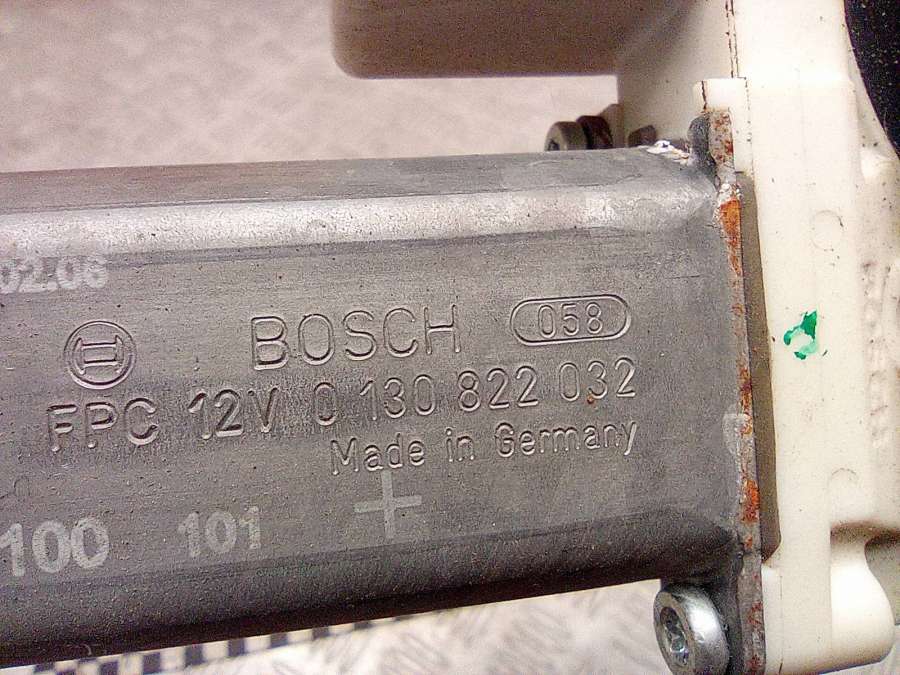 02.06
BOSCH 058
FPC 12V 0 130 822 032
Made in Germany
100 101 +